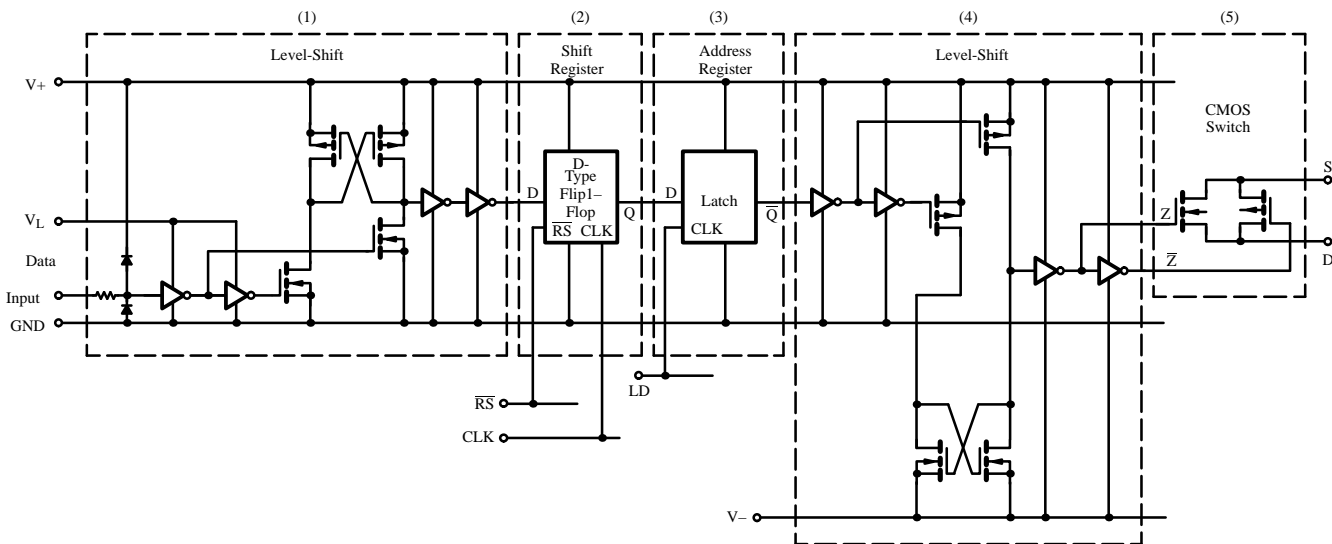 (1) (2) (3) (4) (5)
Level-Shift
Shift
Register
Address
Register
Level-Shift
V+
CMOS
Switch
D-
Type
Flip1–
Flop
RS CLK
D
Q
D
Latch
CLK
Q
S
VL
Z
Data
D
Z
Input
GND
LD
RS
CLK
V–